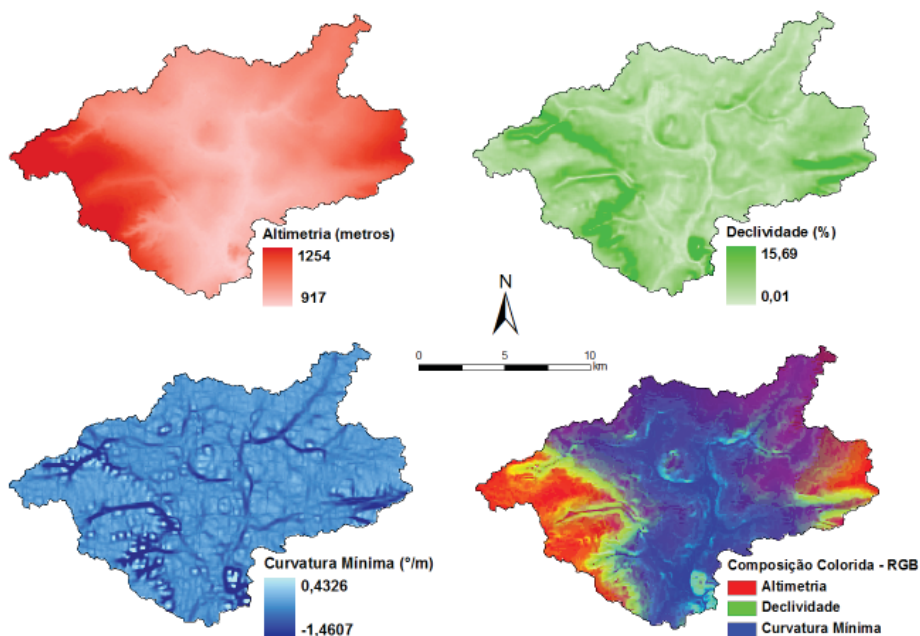 Altimetria (metros)
1254
917
Declividade (%)
15,69
0,01
N
0 5 10
km
Curvatura Mínima (°/m)
0,4326
-1,4607
Composição Colorida - RGB
Altimetria
Declividade
Curvatura Mínima